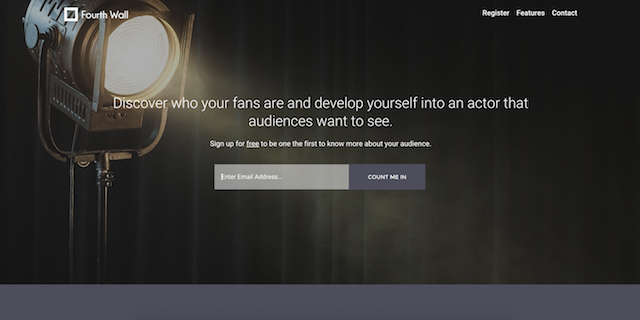 Fourth Wall
Register Features Contact
Discover who your fans are and develop yourself into an actor that
audiences want to see.
Sign up for free to be one the first to know more about your audience.
Enter Email Address...
COUNT ME IN